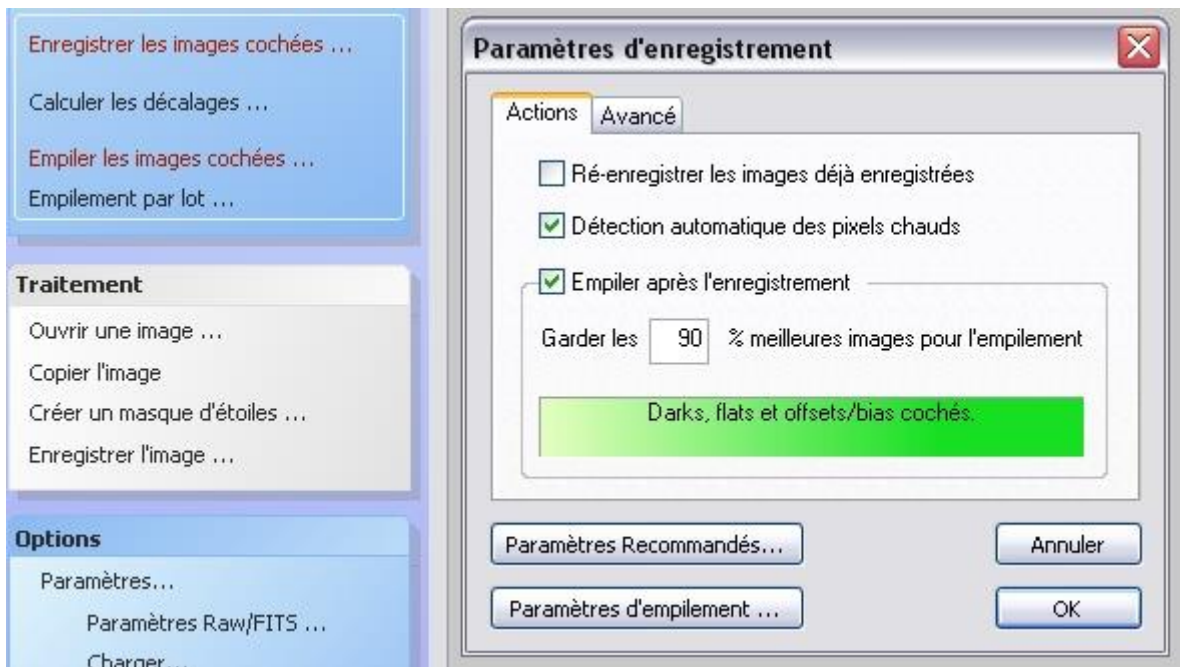 Enregistrer les images cochées ...
Calculer les décalages ...
Empiler les images cochées ...
Empilement par lot ...
Traitement
Ouvrir une image ...
Copier l'image
Créer un masque d'étoiles ...
Enregistrer l'image ...
Options
Paramètres...
Paramètres Raw/FITS ...
Charger...
Paramètres d'enregistrement
Actions
Avancé
Ré-enregistrer les images déjà enregistrées
Détection automatique des pixels chauds
Empiler après l'enregistrement
Garder les 90 % meilleures images pour l'empilement
Darks, flats et offsets/bias cochés.
Paramètres Recommandés...
Annuler
Paramètres d'empilement ...
OK